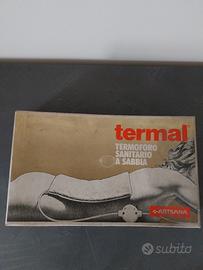 termal
TERMOFORO
SANITARIO
A SABBIA
ARTSANA
subito